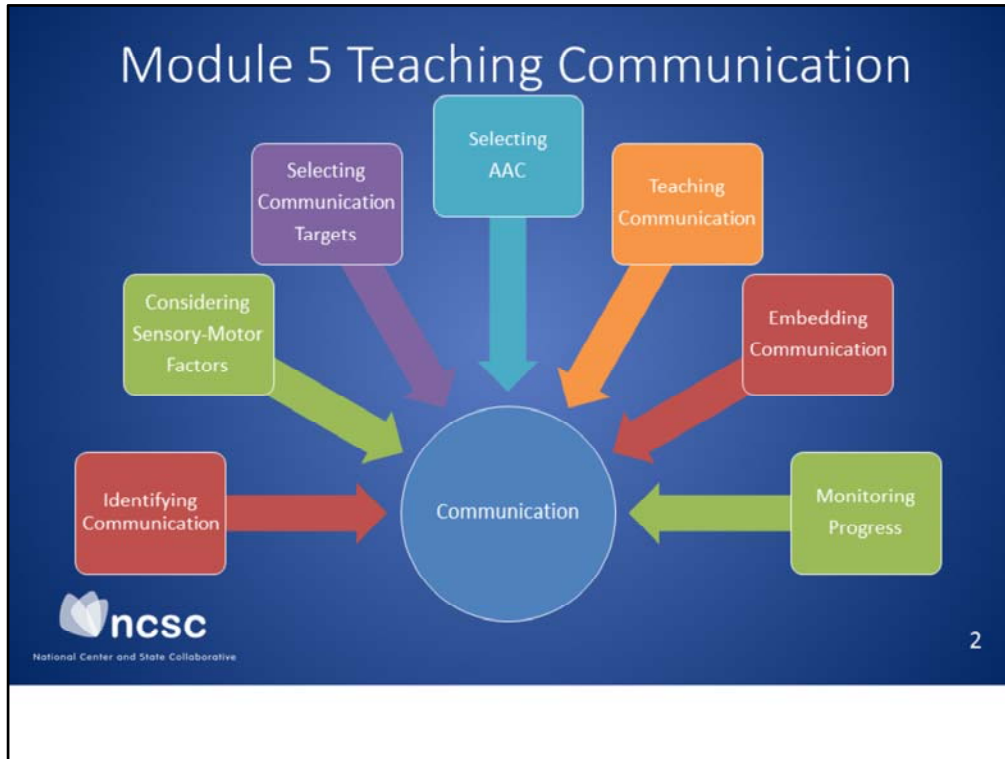 Module 5 Teaching Communication
Selecting
AAC
Selecting
Communication
Targets
Teaching
Communication
Considering
Sensory-Motor
Factors
Embedding
Communication
Identifying
Communication
Communication
Monitoring
Progress
ncsc
National Center and State Collaborative
2